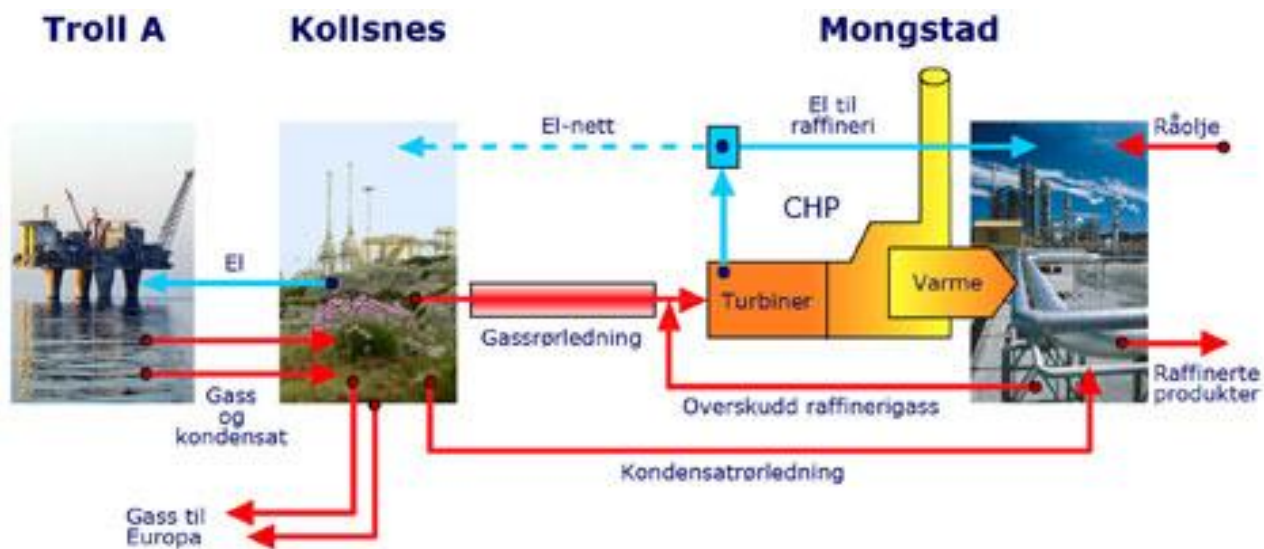 Troll A
Kollsnes
Mongstad
El-nett
El til
raffineri
Råolje
CHP
El
Turbiner
Varme
Gassrørledning
Gass
og
kondensat
Overskudd raffinerigass
Raffinerte
produkter
Kondensatrørledning
Gass til
Europa